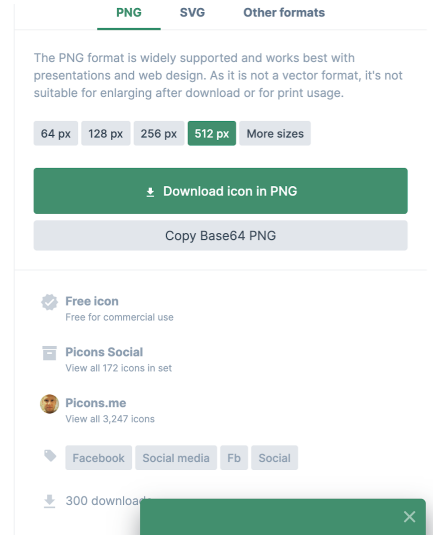 PNG SVG Other formats
The PNG format is widely supported and works best with
presentations and web design. As it is not a vector format, it's not
suitable for enlarging after download or for print usage.
64 px 128 px 256 px 512 px More sizes
Download icon in PNG
Copy Base64 PNG
Free icon
Free for commercial use
Picons Social
View all 172 icons in set
Picons.me
View all 3,247 icons
Facebook Social media Fb Social
300 downloads